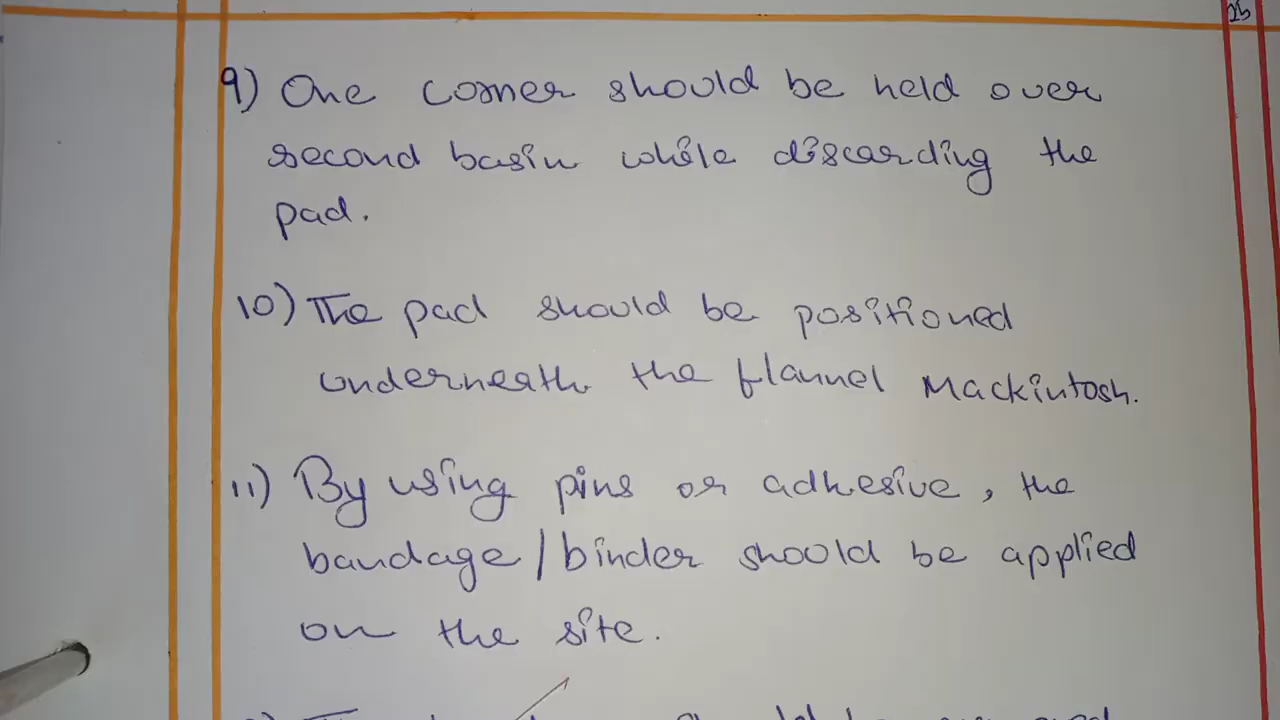 25
9) One corner should be held over
second basin while discarding the
pad.
10) The pad should be positioned
underneath the flannel Mackintosh.
11) By using pins or adhesive, the
bandage/binder should be applied
on the site.